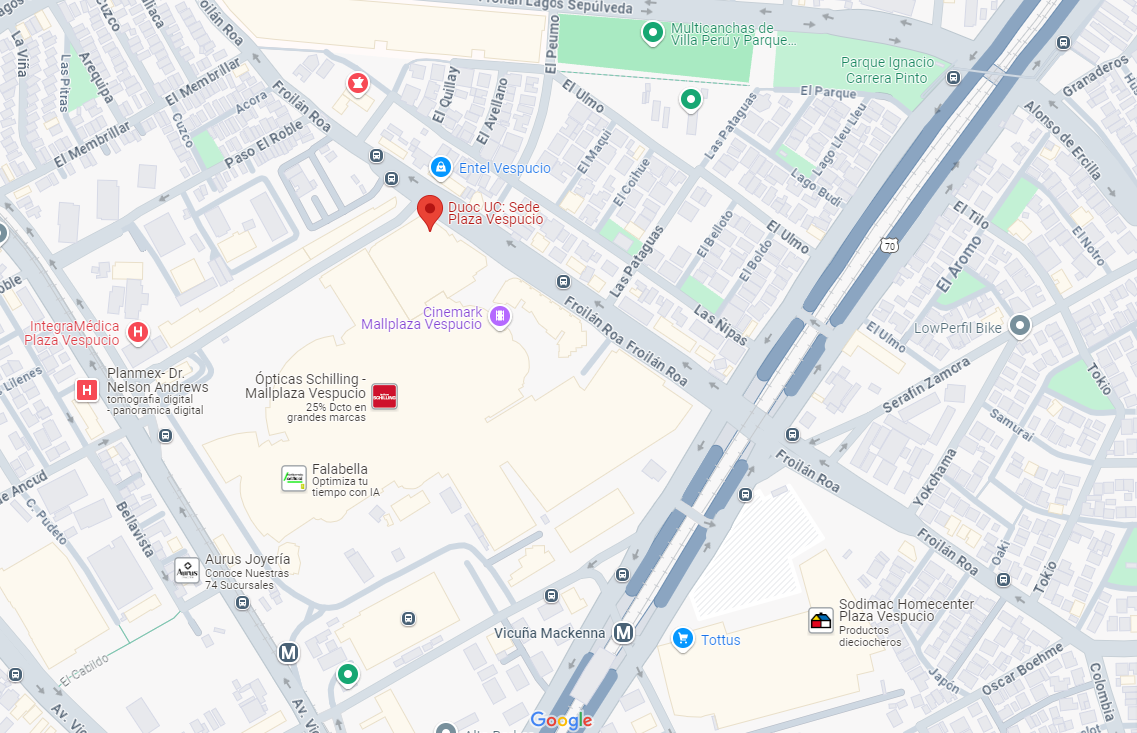 Froilán Lagos Sepúlveda
La Viña
Las Pitras
Arequipa
Cuzco
El Membrillar
Acora
Froilán Roa
El Membrillar
Paso El Roble
Cuzco
Froilán Roa
El Quillay
El Avellano
El Peumo
El Ulmo
Multicanchas de
Villa Perú y Parque...
Parque Ignacio
Carrera Pinto
El Parque
Granaderos
Alonso de Ercilla
Las Pataguas
Lago Lleu Lleu
Lago Budi
El Maqui
El Coihue
Entel Vespucio
Duoc UC: Sede
Plaza Vespucio
Las Pataguas
El Belloto
El Boldo
El Ulmo
70
El Tilo
El Aromo
El Notro
Cinemark
Mallplaza Vespucio
Froilán Roa
Froilán Roa
Las Ñipas
El Ulmo
LowPerfil Bike
IntegraMédica
Plaza Vespucio
H
H
Planmex- Dr.
Nelson Andrews
tomografia digital
- panoramica digital
Lilenes
Ópticas Schilling -
Mallplaza Vespucio
25% Dcto en
grandes marcas
SCHILLING
Serafin Zamora
Tokio
Samurai
Falabella
Optimiza tu
tiempo con IA
Froilán Roa
Yokohama
de Ancud
C. Pudeto
Bellavista
Aurus Joyería
Conoce Nuestras
74 Sucursales
Aurus
Froilán Roa
Oaki
Tokio
Vicuña Mackenna
M
M
Tottus
Sodimac Homecenter
Plaza Vespucio
Productos
dieciocheros
El Cabildo
Av. Vi
Japón
Oscar Boehme
Colombia
Google